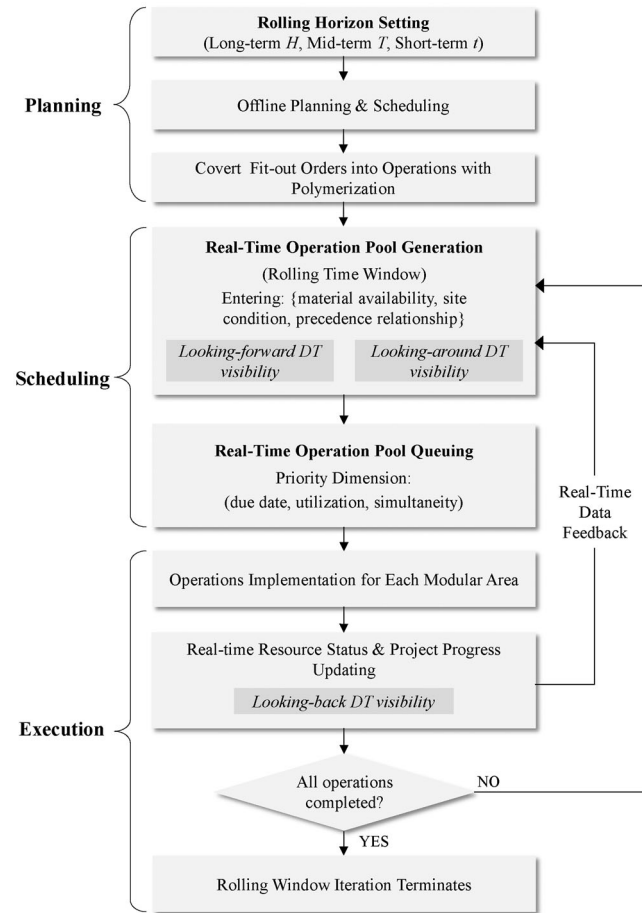 Rolling Horizon Setting
(Long-term H, Mid-term T, Short-term t)
Planning
Offline Planning & Scheduling
Covert Fit-out Orders into Operations with
Polymerization
Real-Time Operation Pool Generation
(Rolling Time Window)
Entering: {material availability, site
condition, precedence relationship}
Looking-forward DT
visibility
Looking-around DT
visibility
Scheduling
Real-Time Operation Pool Queuing
Priority Dimension:
(due date, utilization, simultaneity)
Real-Time
Data
Feedback
Operations Implementation for Each Modular Area
Real-time Resource Status & Project Progress
Updating
Looking-back DT visibility
Execution
All operations
completed?
NO
YES
Rolling Window Iteration Terminates